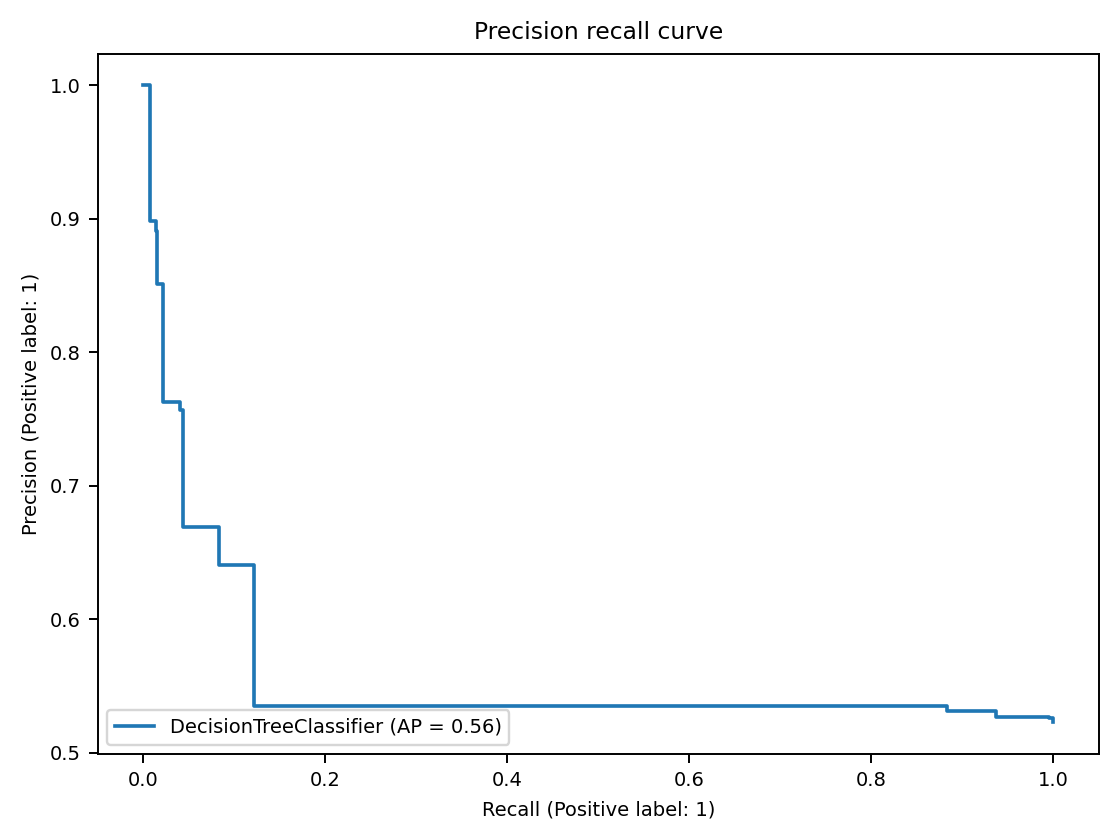 Precision recall curve
Precision (Positive label: 1)
1.0
0.9
0.8
0.7
0.6
0.5
DecisionTreeClassifier (AP = 0.56)
0.0 0.2 0.4 0.6 0.8 1.0
Recall (Positive label: 1)